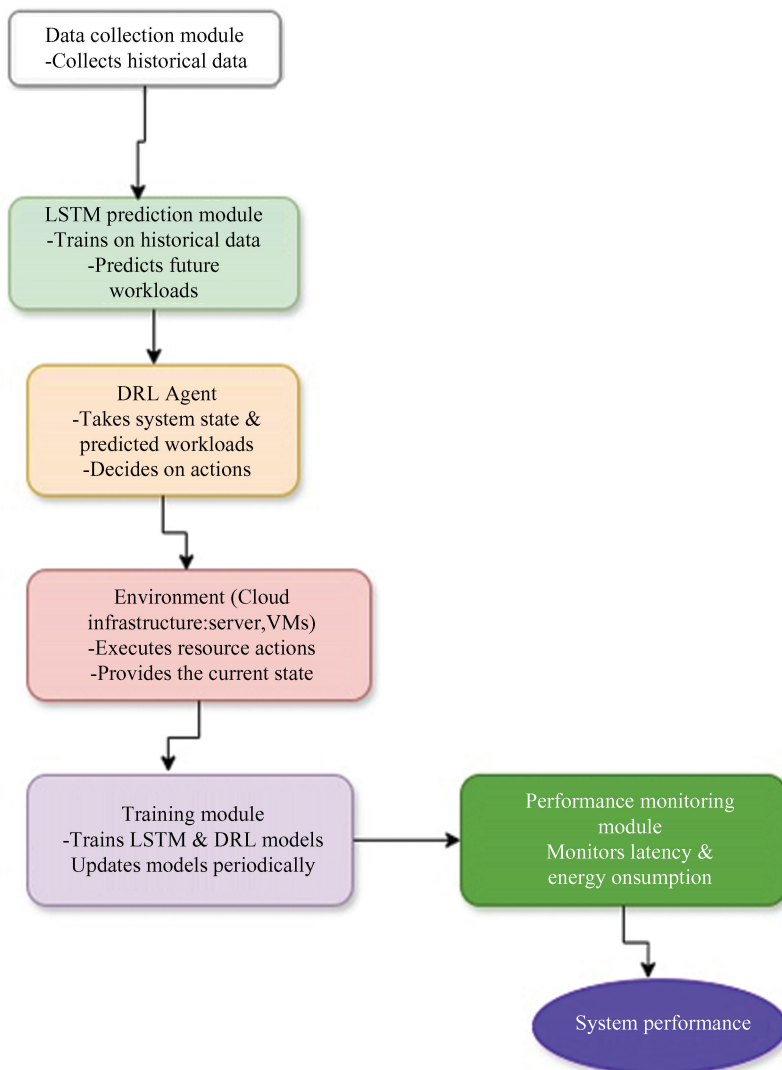 Data collection module
-Collects historical data
LSTM prediction module
-Trains on historical data
-Predicts future
workloads
DRL Agent
-Takes system state &
predicted workloads
-Decides on actions
Environment (Cloud
infrastructure:server,VMs)
-Executes resource actions
-Provides the current state
Training module
-Trains LSTM & DRL models
Updates models periodically
Performance monitoring
module
Monitors latency &
energy onsumption
System performance